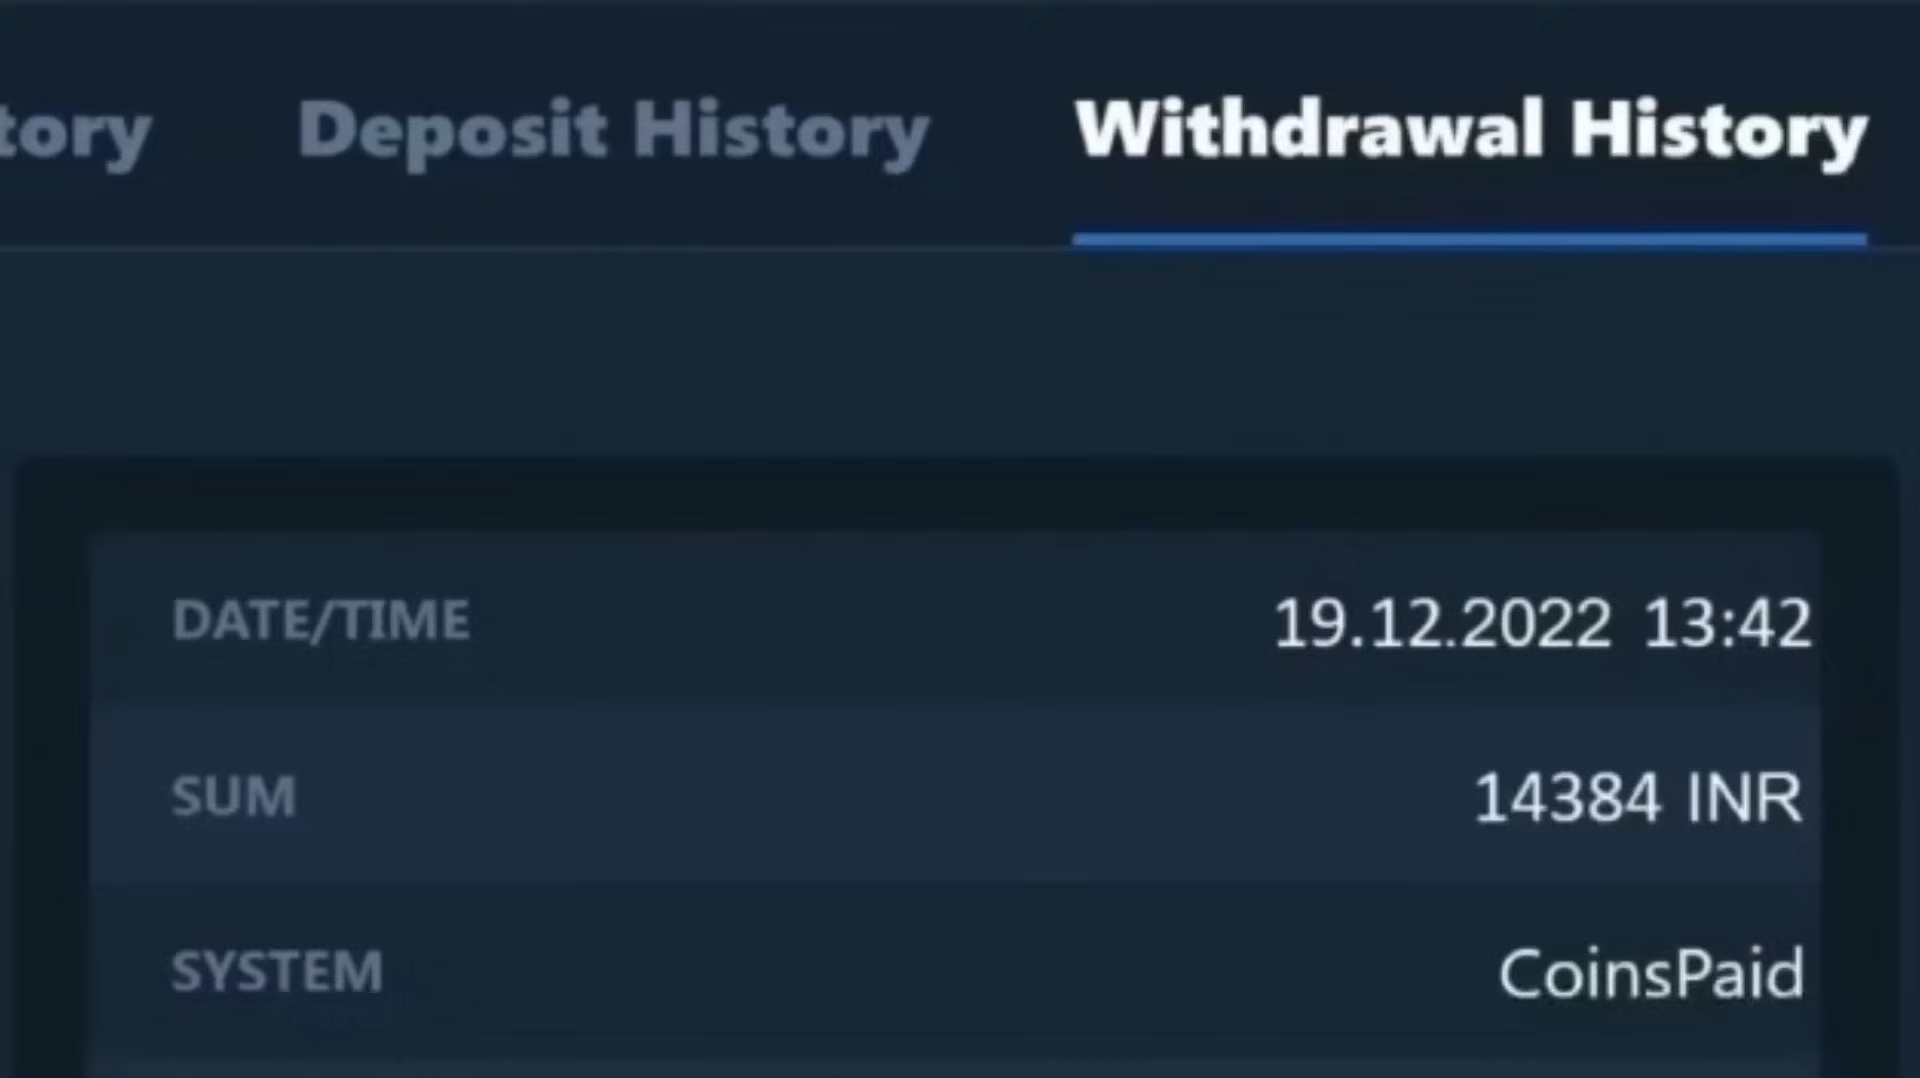 tory Deposit History Withdrawal History
DATE/TIME 19.12.2022 13:42
SUM 14384 INR
SYSTEM CoinsPaid